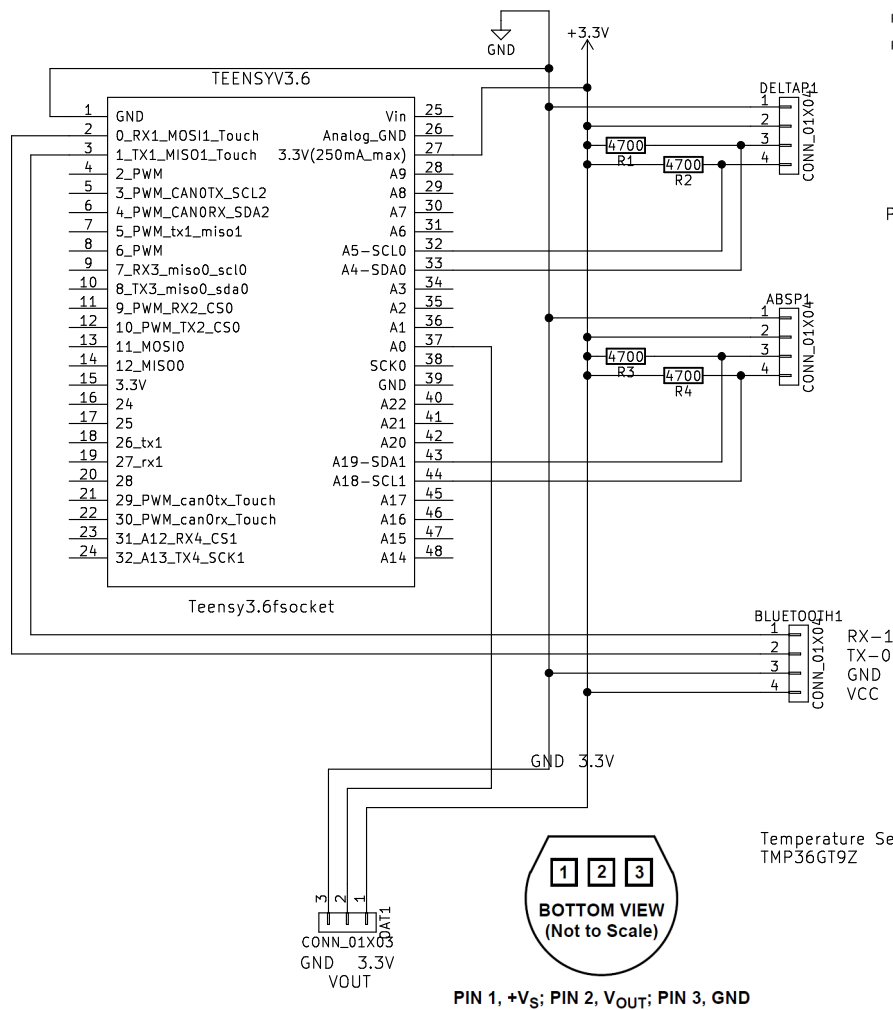 GND
+3.3V
TEENSYV3.6
1 GND
2 0_RX1_MOSI1_Touch
3 1_TX1_MISO1_Touch
4 2_PWM
5 3_PWM_CAN0TX_SCL2
6 4_PWM_CAN0RX_SDA2
7 5_PWM_tx1_miso1
8 6_PWM
9 7_RX3_miso0_scl0
10 8_TX3_miso0_sda0
11 9_PWM_RX2_CS0
12 10_PWM_TX2_CS0
13 11_MOSI0
14 12_MISO0
15 3.3V
16 24
17 25
18 26_tx1
19 27_rx1
20 28
21 29_PWM_can0tx_Touch
22 30_PWM_can0rx_Touch
23 31_A12_RX4_CS1
24 32_A13_TX4_SCK1
Vin 25
Analog_GND 26
3.3V(250mA_max) 27
A9 28
A8 29
A7 30
A6 31
A5-SCL0 32
A4-SDA0 33
A3 34
A2 35
A1 36
A0 37
SCK0 38
GND 39
A22 40
A21 41
A20 42
A19-SDA1 43
A18-SCL1 44
A17 45
A16 46
A15 47
A14 48
Teensy3.6fsocket
DELTAP1
1
2
3
4
CONN_01X04
4700
R1
4700
R2
P
ABSP1
1
2
3
4
CONN_01X04
4700
R3
4700
R4
BLUETOOTH1
1
2
3
4
CONN_01X04
RX-1
TX-0
GND
VCC
GND 3.3V
3 2 1
DAT1
CONN_01X03
GND 3.3V
VOUT
Temperature Se
TMP36GT9Z
1 2 3
BOTTOM VIEW
(Not to Scale)
PIN 1, +VS; PIN 2, VOUT; PIN 3, GND